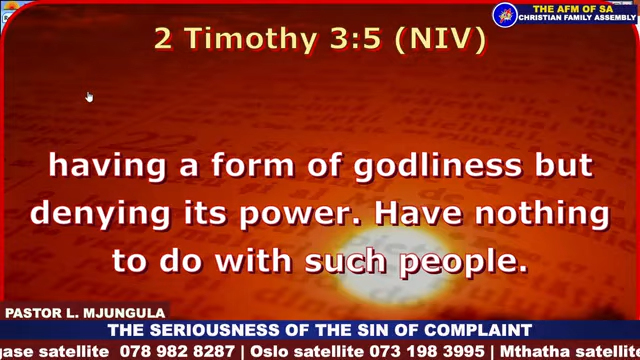 THE AFM OF SA
CHRISTIAN FAMILY ASSEMBLY
2 Timothy 3:5 (NIV)
having a form of godliness but
denying its power. Have nothing
to do with such people.
PASTOR L. MJUNGULA
THE SERIOUSNESS OF THE SIN OF COMPLAINT
gase satellite 078 982 8287 | Oslo satellite 073 198 3995 | Mthatha satellite